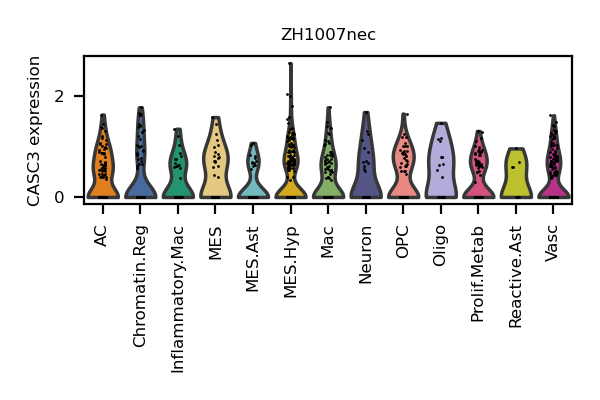 ZH1007nec
CASC3 expression
2
0
AC
Chromatin.Reg
Inflammatory.Mac
MES
MES.Ast
MES.Hyp
Mac
Neuron
OPC
Oligo
Prolif.Metab
Reactive.Ast
Vasc